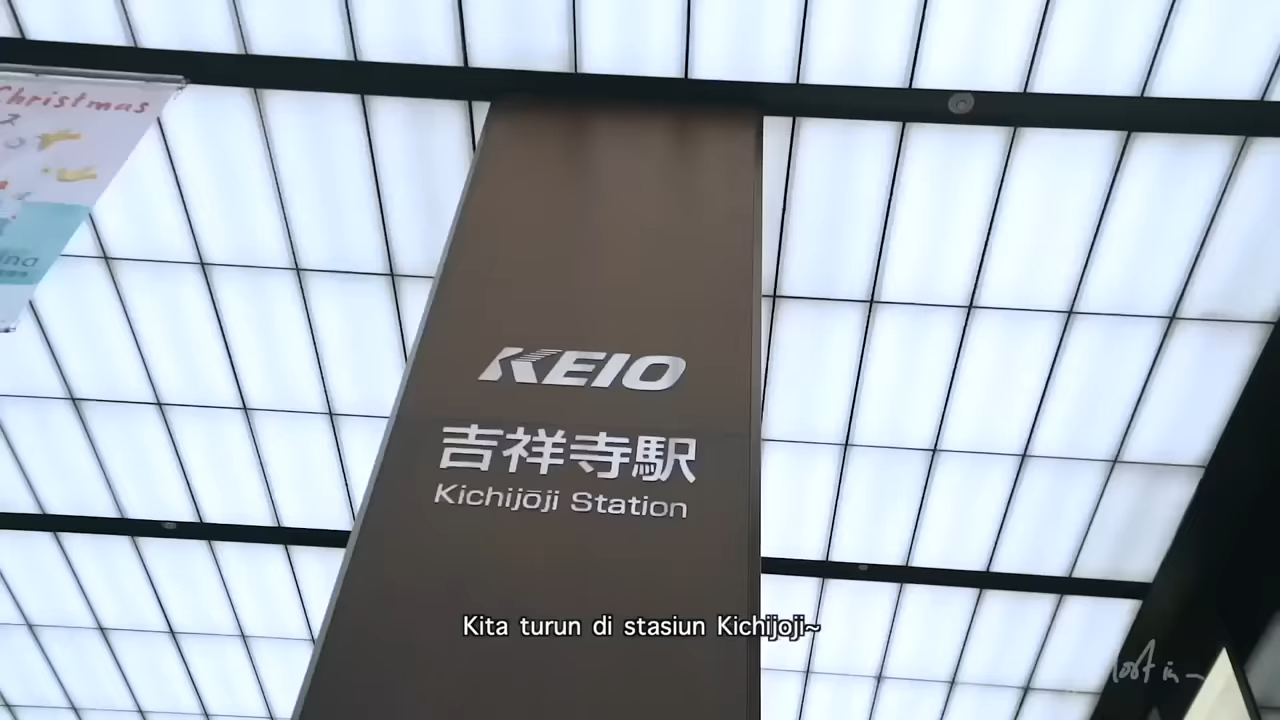 Christmas
KEIO
吉祥寺駅
Kichijōji Station
Kita turun di stasiun Kichijoji~